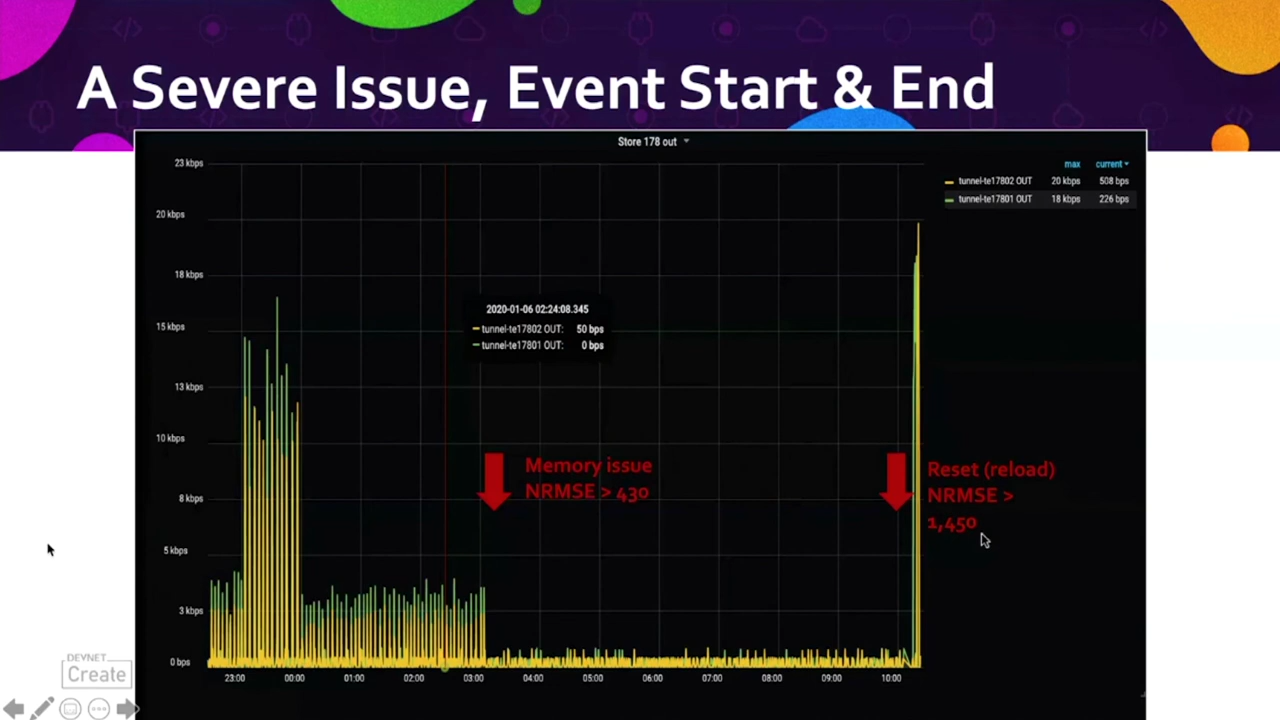 A Severe Issue, Event Start & End
Store 178 out
max current
tunnel-te17802 OUT 20 kbps 508 bps
tunnel-te17801 OUT 18 kbps 226 bps
23 kbps
20 kbps
18 kbps
15 kbps
13 kbps
10 kbps
8 kbps
5 kbps
3 kbps
0 bps
2020-01-06 02:24:08.345
tunnel-te17802 OUT: 50 bps
tunnel-te17801 OUT: 0 bps
Memory issue
NRMSE > 430
Reset (reload)
NRMSE >
1,450
23:00 00:00 01:00 02:00 03:00 04:00 05:00 06:00 07:00 08:00 09:00 10:00
DEVNET
Create